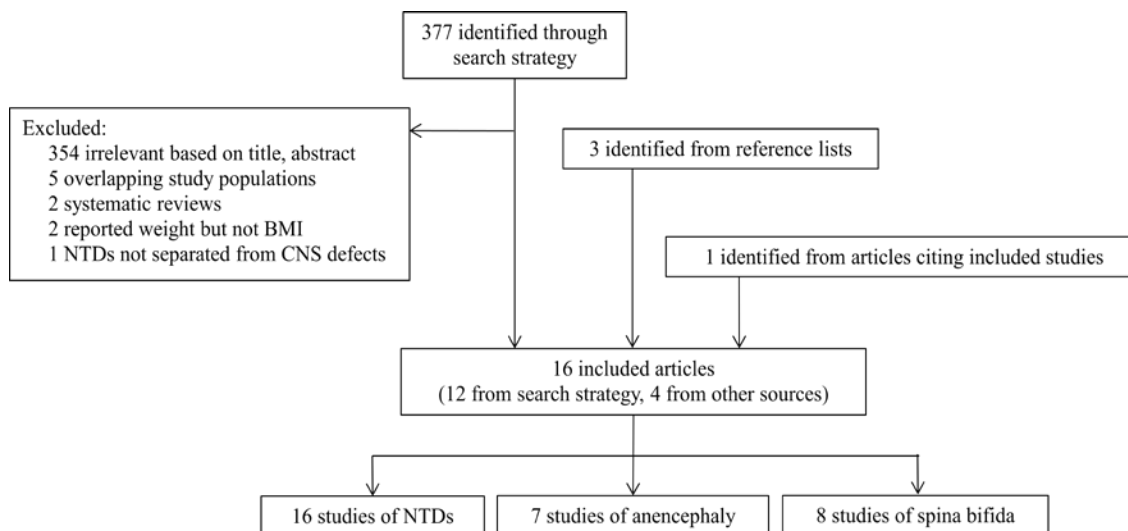 377 identified through
search strategy
Excluded:
354 irrelevant based on title, abstract
5 overlapping study populations
2 systematic reviews
2 reported weight but not BMI
1 NTDs not separated from CNS defects
3 identified from reference lists
1 identified from articles citing included studies
16 included articles
(12 from search strategy, 4 from other sources)
16 studies of NTDs
7 studies of anencephaly
8 studies of spina bifida